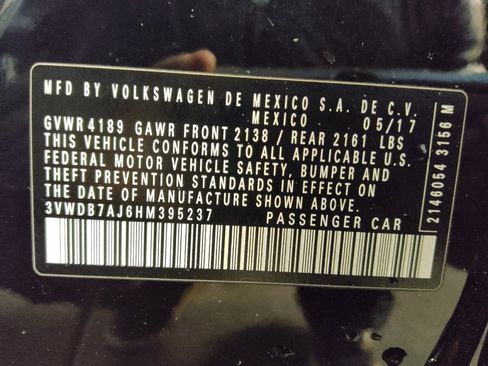 MFD BY VOLKSWAGEN DE MEXICO S.A. DE C.V.
MEXICO 05/17
GVWR 4189 GAWR FRONT 2138 / REAR 2161 LBS
THIS VEHICLE CONFORMS TO ALL APPLICABLE U.S.
FEDERAL MOTOR VEHICLE SAFETY, BUMPER AND
THEFT PREVENTION STANDARDS IN EFFECT ON
THE DATE OF MANUFACTURE SHOWN ABOVE.
3VWDB7AJ6HM395237 PASSENGER CAR
2146054 3156 M